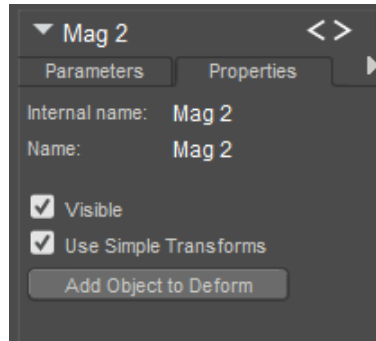 Mag 2 < >
Parameters Properties
Internal name: Mag 2
Name: Mag 2
Visible
Use Simple Transforms
Add Object to Deform